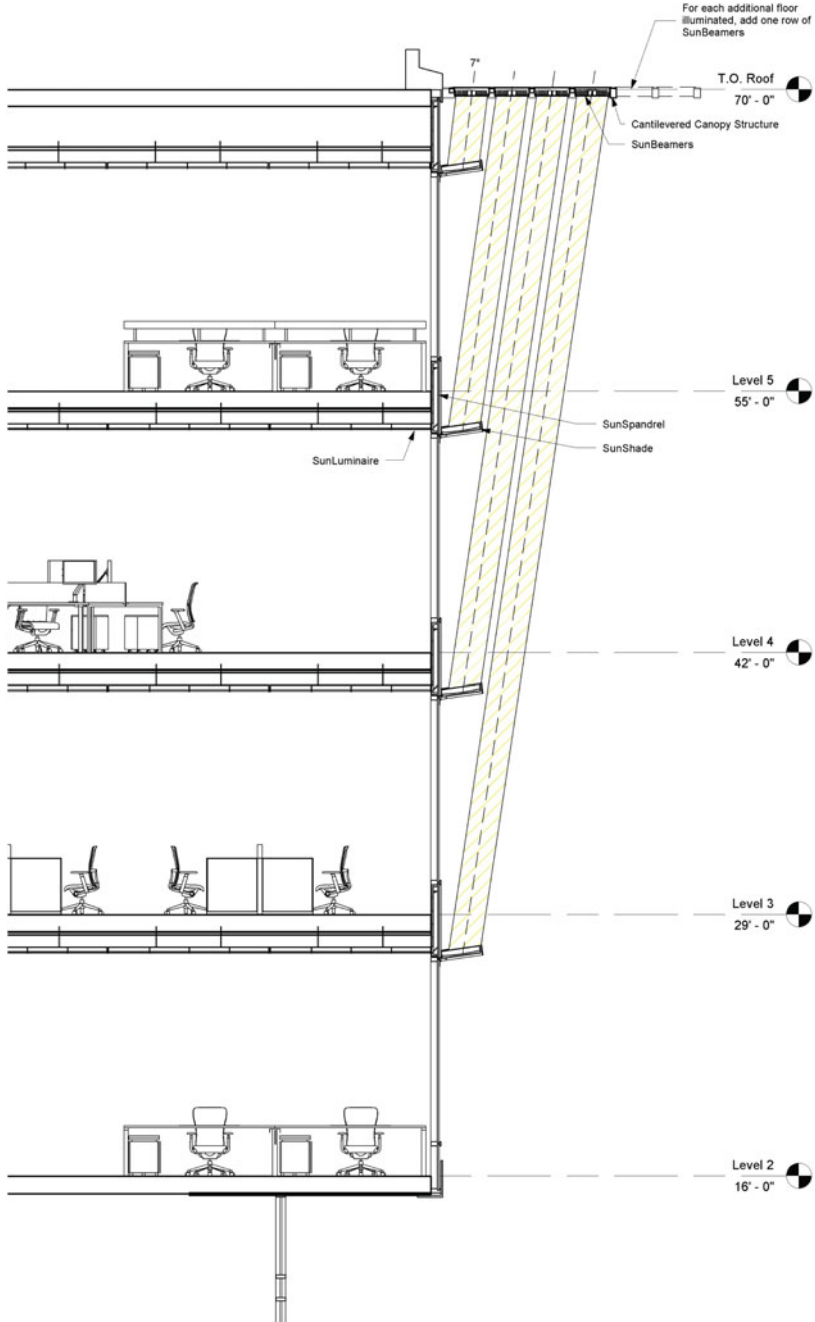 For each additional floor
illuminated, add one row of
SunBeamers
7°
T.O. Roof
70' - 0"
Cantilevered Canopy Structure
SunBeamers
Level 5
55' - 0"
SunSpandrel
SunShade
SunLuminaire
Level 4
42' - 0"
Level 3
29' - 0"
Level 2
16' - 0"